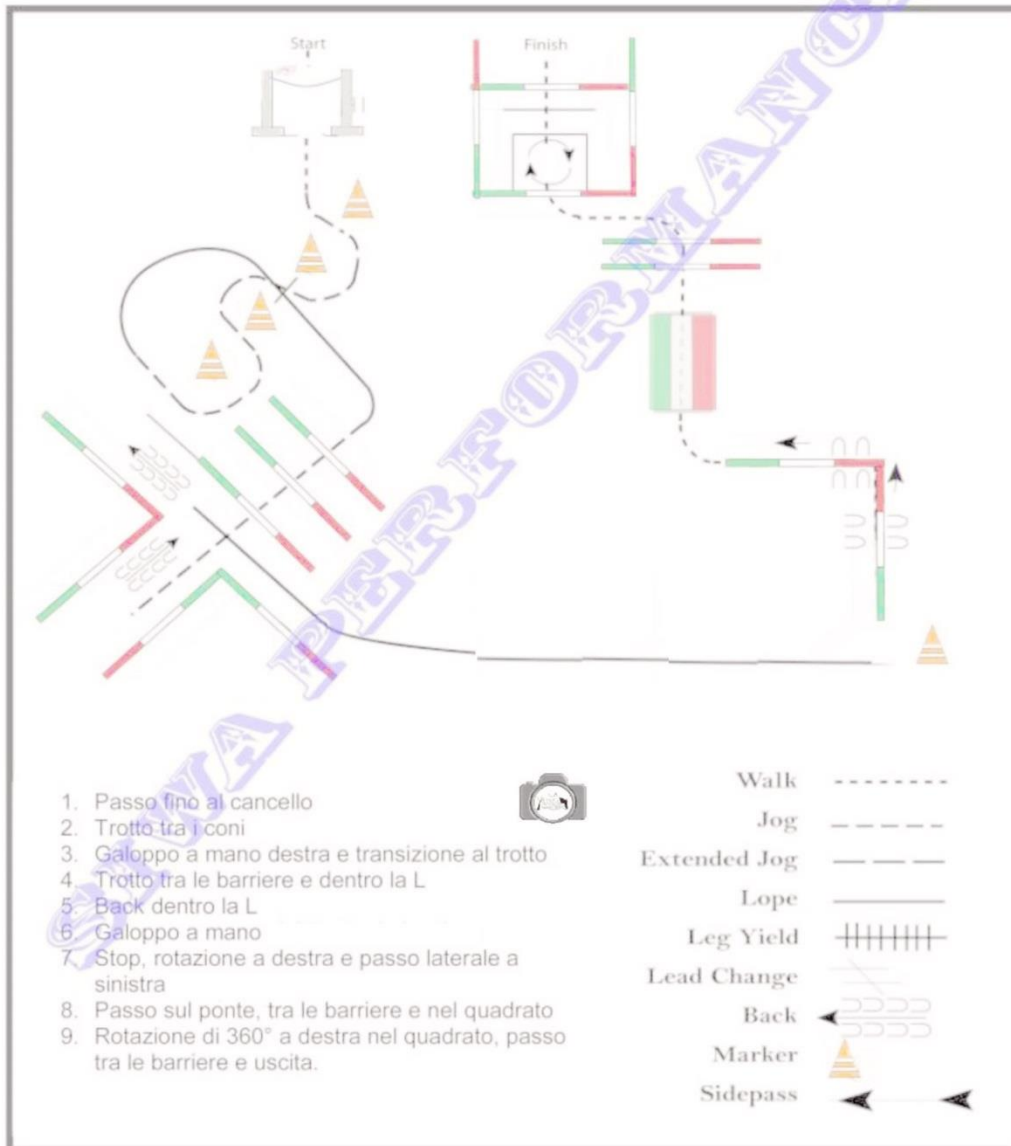 Start
Finish
SIWA PERFORMANC
1. Passo fino al cancello
2. Trotto tra i coni
3. Galoppo a mano destra e transizione al trotto
4. Trotto tra le barriere e dentro la L
5. Back dentro la L
6. Galoppo a mano
7. Stop, rotazione a destra e passo laterale a
sinistra
8. Passo sul ponte, tra le barriere e nel quadrato
9. Rotazione di 360° a destra nel quadrato, passo
tra le barriere e uscita.
Walk
Jog
Extended Jog
Lope
Leg Yield
Lead Change
Back
Marker
Sidepass